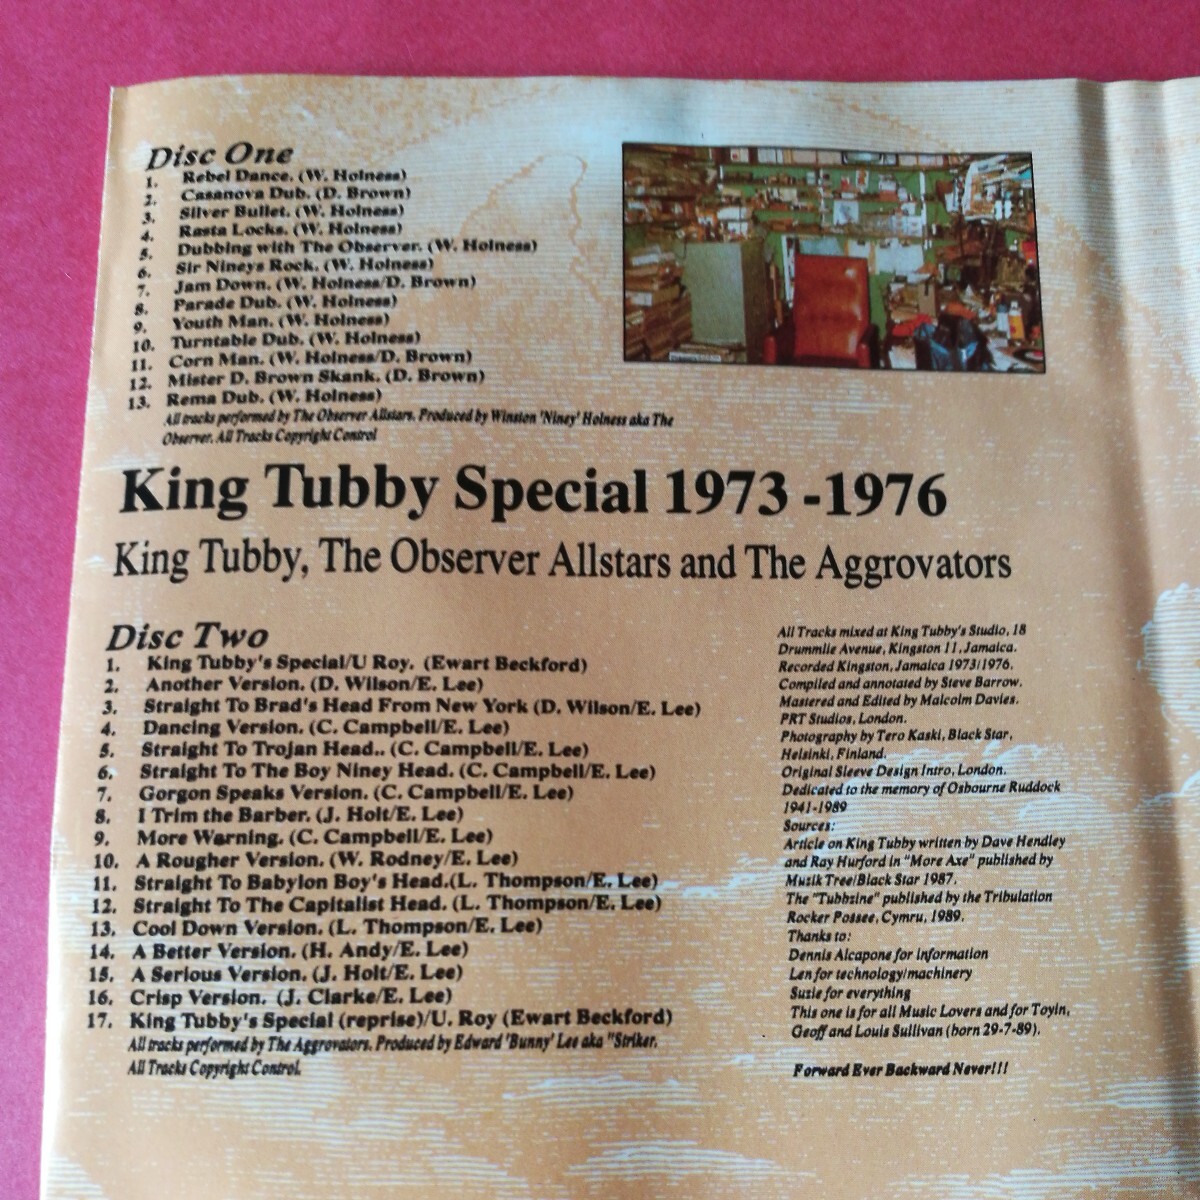 Disc One
1. Rebel Dance. (W. Holness)
2. Casanova Dub. (D. Brown)
3. Silver Bullet. (W. Holness)
4. Rasta Locks. (W. Holness)
5. Dubbing with The Observer. (W. Holness)
6. Sir Nineys Rock. (W. Holness)
7. Jam Down. (W. Holness/D. Brown)
8. Parade Dub. (W. Holness)
9. Youth Man. (W. Holness)
10. Turntable Dub. (W. Holness)
11. Corn Man. (W. Holness/D. Brown)
12. Mister D. Brown Skank. (D. Brown)
13. Rema Dub. (W. Holness)
All tracks performed by The Observer Allstars. Produced by Winston 'Niney' Holness aka The
Observer. All Tracks Copyright Control
King Tubby Special 1973 -1976
King Tubby, The Observer Allstars and The Aggrovators
Disc Two
1. King Tubby's Special/U Roy. (Ewart Beckford)
2. Another Version. (D. Wilson/E. Lee)
3. Straight To Brad's Head From New York (D. Wilson/E. Lee)
4. Dancing Version. (C. Campbell/E. Lee)
5. Straight To Trojan Head.. (C. Campbell/E. Lee)
6. Straight To The Boy Niney Head. (C. Campbell/E. Lee)
7. Gorgon Speaks Version. (C. Campbell/E. Lee)
8. I Trim the Barber. (J. Holt/E. Lee)
9. More Warning. (C. Campbell/E. Lee)
10. A Rougher Version. (W. Rodney/E. Lee)
11. Straight To Babylon Boy's Head.(L. Thompson/E. Lee)
12. Straight To The Capitalist Head. (L. Thompson/E. Lee)
13. Cool Down Version. (L. Thompson/E. Lee)
14. A Better Version. (H. Andy/E. Lee)
15. A Serious Version. (J. Holt/E. Lee)
16. Crisp Version. (J. Clarke/E. Lee)
17. King Tubby's Special (reprise)/U. Roy (Ewart Beckford)
All tracks performed by The Aggrovators. Produced by Edward 'Bunny' Lee aka "Striker.
All Tracks Copyright Control.
All Tracks mixed at King Tubby's Studio, 18
Drummlie Avenue, Kingston 11, Jamaica.
Recorded Kingston, Jamaica 1973/1976.
Compiled and annotated by Steve Barrow.
Mastered and Edited by Malcolm Davies.
PRT Studios, London.
Photography by Tero Kaski, Black Star,
Helsinki, Finland.
Original Sleeve Design Intro, London.
Dedicated to the memory of Osbourne Ruddock
1941-1989
Sources:
Article on King Tubby written by Dave Hendley
and Ray Hurford in "More Axe" published by
Muzik Tree/Black Star 1987.
The "Tubbzine" published by the Tribulation
Rocker Possee, Cymru, 1989.
Thanks to:
Dennis Alcapone for information
Len for technology/machinery
Suzie for everything
This one is for all Music Lovers and for Toyin,
Geoff and Louis Sullivan (born 29-7-89).
Forward Ever Backward Never!!!